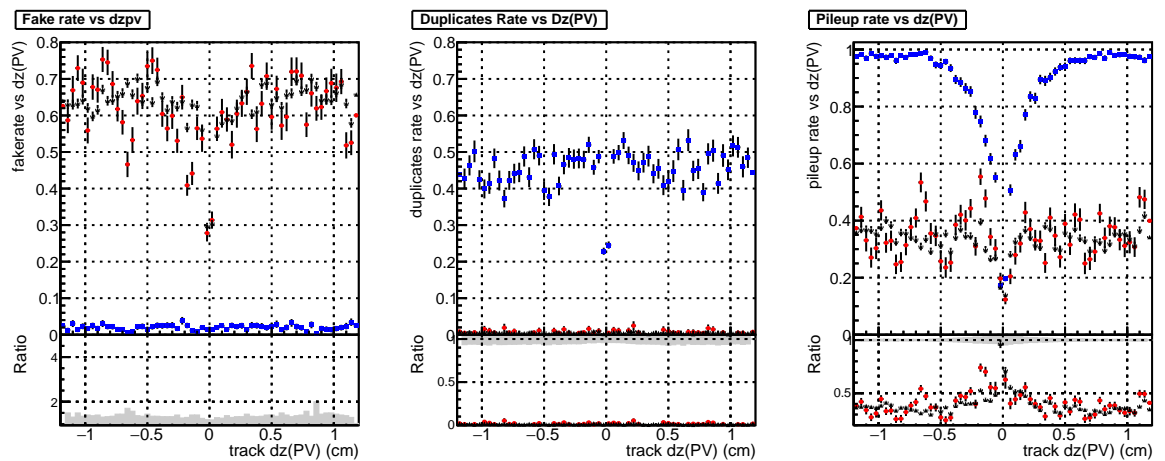 Fake rate vs dzpv
fakerate vs dz(PV)
0.8
0.7
0.6
0.5
0.4
0.3
0.2
0.1
0
Ratio
4
2
−1 −0.5 0 0.5 1
track dz(PV) (cm)
Duplicates Rate vs Dz(PV)
duplicates rate vs dz(PV)
0.8
0.7
0.6
0.5
0.4
0.3
0.2
0.1
0
Ratio
1
0.5
0
−1 −0.5 0 0.5 1
track dz(PV) (cm)
Pileup rate vs dz(PV)
pileup rate vs dz(PV)
1
0.8
0.6
0.4
0.2
0
Ratio
1
0.5
−1 −0.5 0 0.5 1
track dz(PV) (cm)